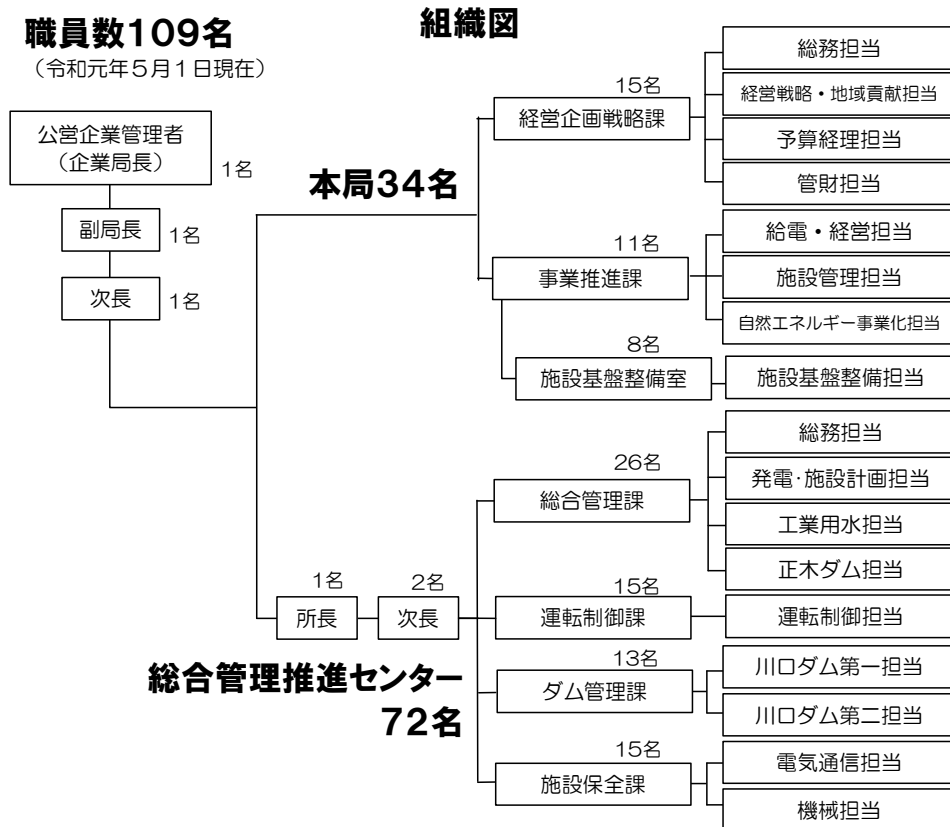 組織図
職員数109名
（令和元年5月1日現在）
公営企業管理者
（企業局長）
1名
副局長
1名
次長
1名
本局34名
15名
経営企画戦略課
総務担当
経営戦略・地域貢献担当
予算経理担当
管財担当
11名
事業推進課
給電・経営担当
施設管理担当
自然エネルギー事業化担当
8名
施設基盤整備室
施設基盤整備担当
総合管理推進センター
72名
1名
所長
2名
次長
26名
総合管理課
総務担当
発電･施設計画担当
工業用水担当
正木ダム担当
15名
運転制御課
運転制御担当
13名
ダム管理課
川口ダム第一担当
川口ダム第二担当
15名
施設保全課
電気通信担当
機械担当